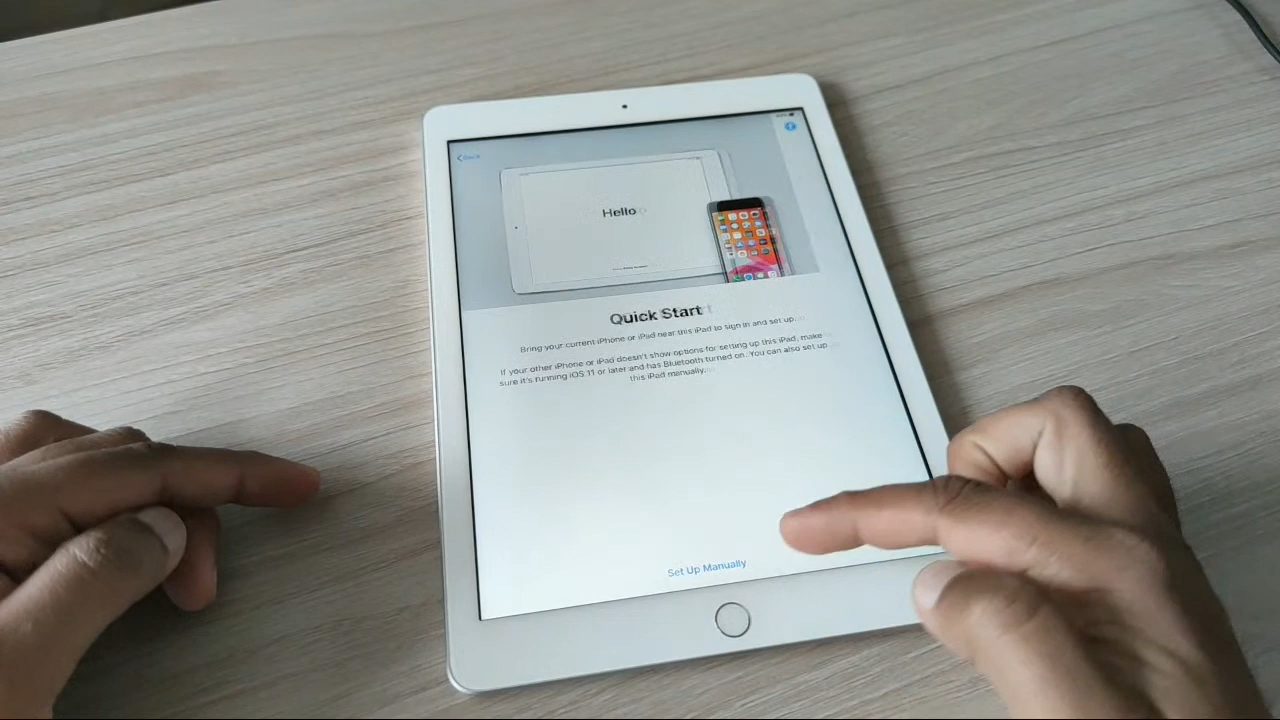 Back
Hello
Quick Start
Bring your current iPhone or iPad near this iPad to sign in and set up.
If your other iPhone or iPad doesn't show options for setting up this iPad, make
sure it's running iOS 11 or later and has Bluetooth turned on. You can also set up
this iPad manually.
Set Up Manually